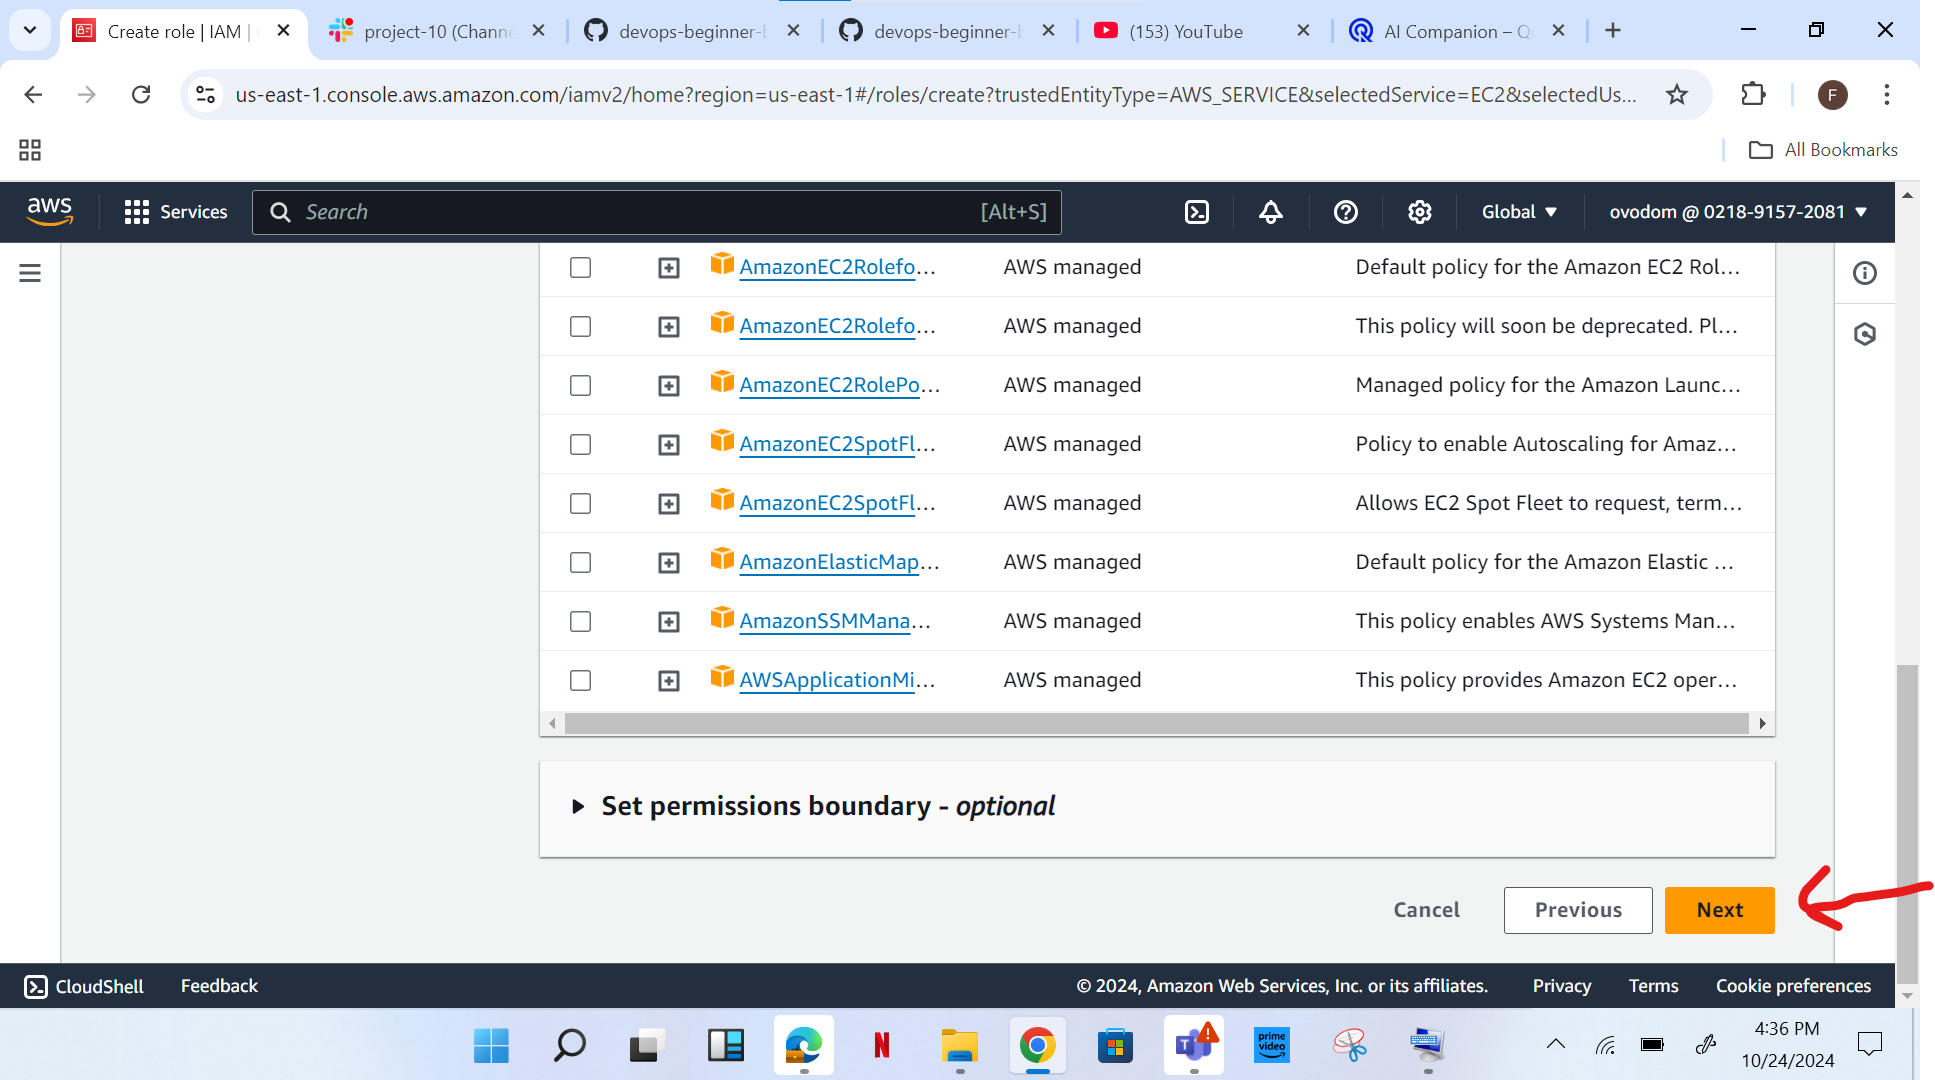 Create role | IAM |
project-10 (Channe
devops-beginner-b
devops-beginner-b
(153) YouTube
AI Companion – Q
us-east-1.console.aws.amazon.com/iamv2/home?region=us-east-1#/roles/create?trustedEntityType=AWS_SERVICE&selectedService=EC2&selectedUs...
F
All Bookmarks
aws
Services
Search
[Alt+S]
Global
ovodom @ 0218-9157-2081
AmazonEC2Rolefo... AWS managed Default policy for the Amazon EC2 Rol...
AmazonEC2Rolefo... AWS managed This policy will soon be deprecated. Pl...
AmazonEC2RolePo... AWS managed Managed policy for the Amazon Launc...
AmazonEC2SpotFl... AWS managed Policy to enable Autoscaling for Amaz...
AmazonEC2SpotFl... AWS managed Allows EC2 Spot Fleet to request, term...
AmazonElasticMap... AWS managed Default policy for the Amazon Elastic ...
AmazonSSMMana... AWS managed This policy enables AWS Systems Man...
AWSApplicationMi... AWS managed This policy provides Amazon EC2 oper...
Set permissions boundary - optional
Cancel
Previous
Next
CloudShell
Feedback
© 2024, Amazon Web Services, Inc. or its affiliates.
Privacy
Terms
Cookie preferences
N
T
prime video
4:36 PM
10/24/2024